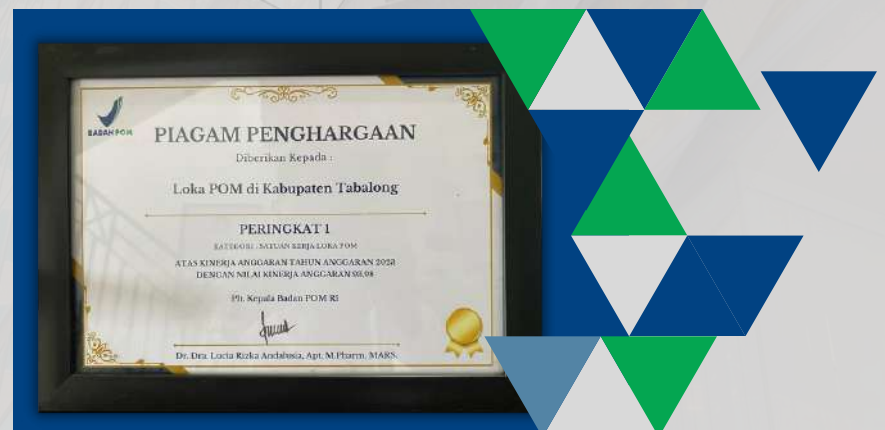 BADAN POM
PIAGAM PENGHARGAAN
Diberikan Kepada :
Loka POM di Kabupaten Tabalong
PERINGKAT 1
KATEGORI : SATUAN KERJA LOKA POM
ATAS KINERJA ANGGARAN TAHUN ANGGARAN 2023
DENGAN NILAI KINERJA ANGGARAN
Plt. Kepala Badan POM RI
Dr. Dra. Lucia Rizka Andalusia, Apt, M.Pharm, MARS.